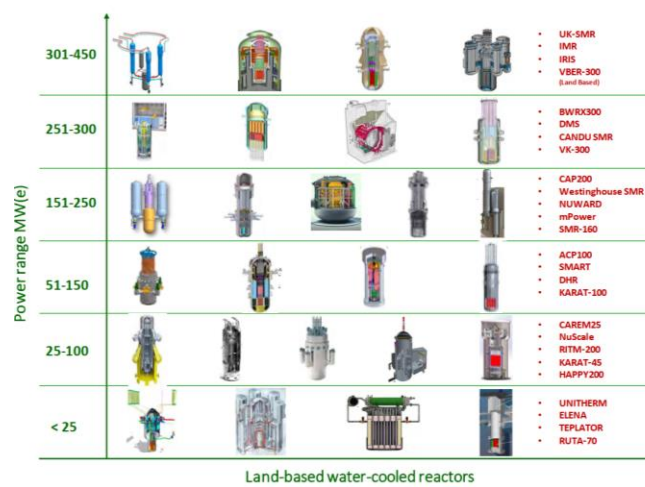 301-450
UK-SMR
IMR
IRIS
VBER-300
(Land Based)
251-300
BWRX300
DMS
CANDU SMR
VK-300
151-250
CAP200
Westinghouse SMR
NUWARD
mPower
SMR-160
51-150
ACP100
SMART
DHR
KARAT-100
25-100
CAREM25
NuScale
RITM-200
KARAT-45
HAPPY200
< 25
UNITHERM
ELENA
TEPLATOR
RUTA-70
Power range MW(e)
Land-based water-cooled reactors